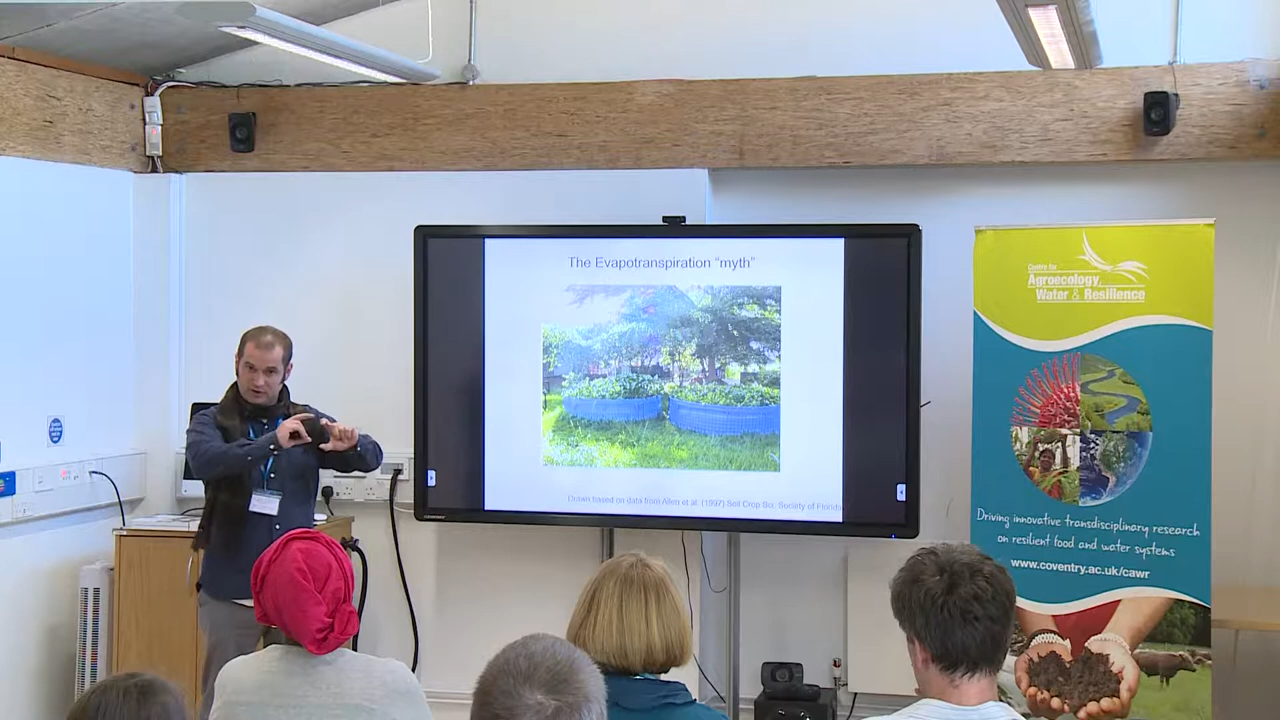 The Evapotranspiration “myth”
Drawn based on data from Allen et al. (1997) Soil Crop Sci. Society of Florida
Centre for
Agroecology,
Water & Resilience
Driving innovative transdisciplinary research
on resilient food and water systems
www.coventry.ac.uk/cawr